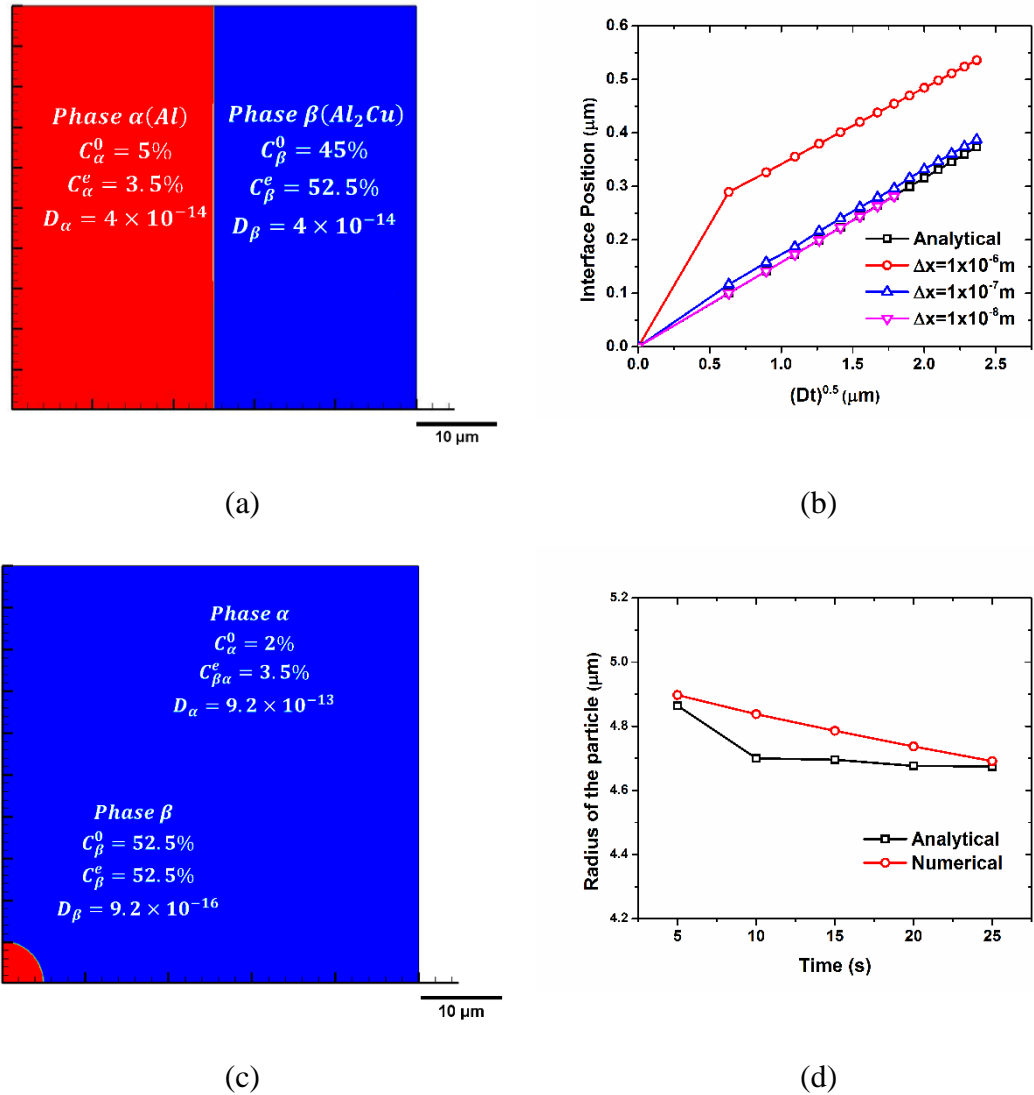 Phase α(Al)
C_α^0 = 5%
C_α^e = 3.5%
D_α = 4 × 10^-14
Phase β(Al₂Cu)
C_β^0 = 45%
C_β^e = 52.5%
D_β = 4 × 10^-14
10 μm
(a)
0.6
0.5
0.4
0.3
0.2
0.1
0.0
Interface Position (μm)
Analytical
Δx=1x10^-6m
Δx=1x10^-7m
Δx=1x10^-8m
0.0 0.5 1.0 1.5 2.0 2.5
(Dt)^0.5 (μm)
(b)
Phase α
C_α^0 = 2%
C_βα^e = 3.5%
D_α = 9.2 × 10^-13
Phase β
C_β^0 = 52.5%
C_β^e = 52.5%
D_β = 9.2 × 10^-16
10 μm
(c)
5.2
5.0
4.8
4.6
4.4
4.2
Radius of the particle (μm)
Analytical
Numerical
5 10 15 20 25
Time (s)
(d)